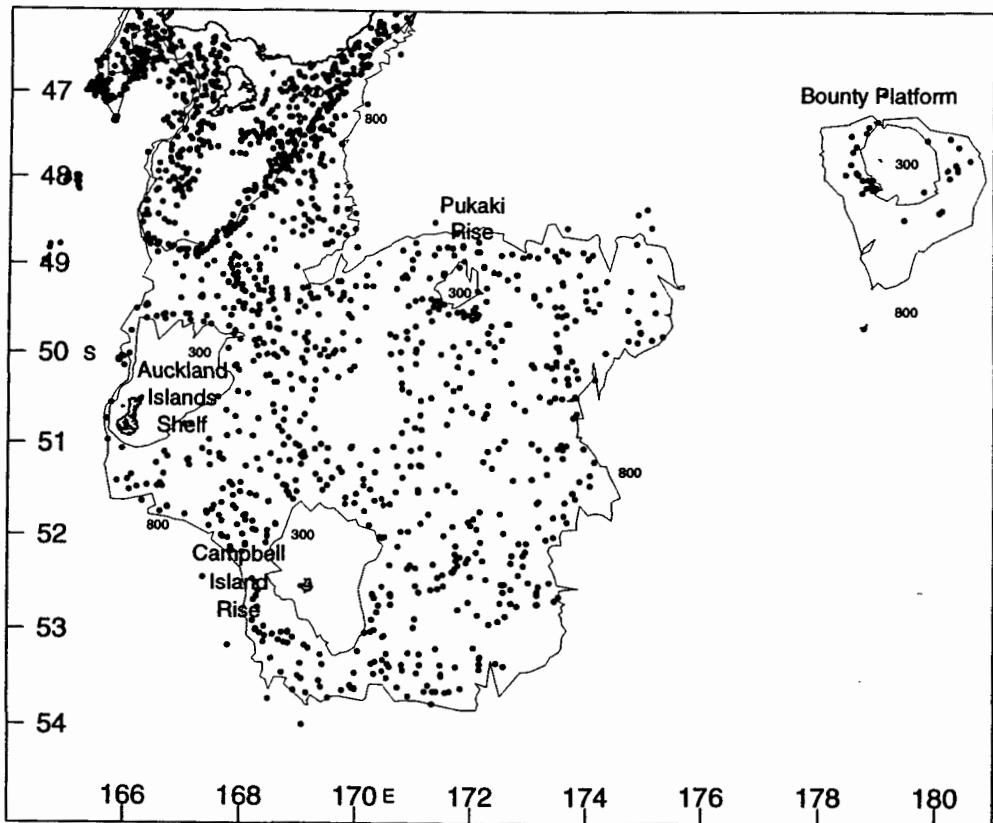 47
48
49
50 S
51
52
53
54
800
Bounty Platform
300
800
Pukaki
Rise
300
300
Auckland
Islands
Shelf
800
800
300
Campbell
Island
Rise
166
168
170 E
172
174
176
178
180